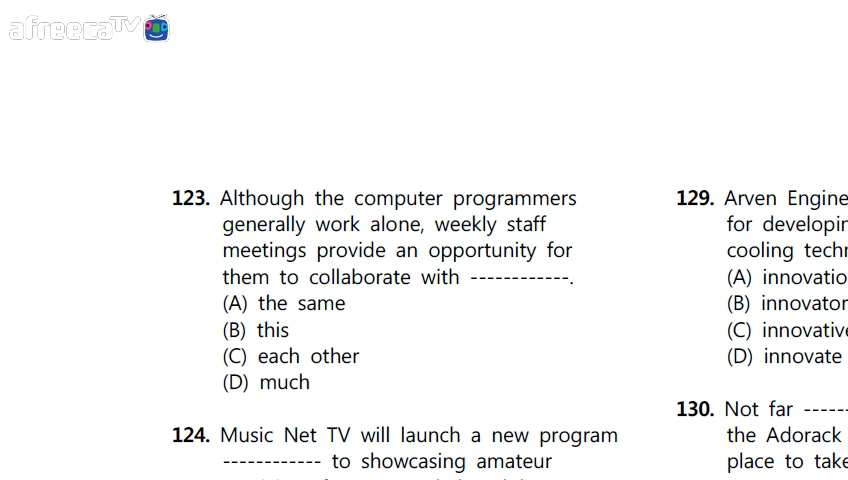 afreecaTV
123. Although the computer programmers
generally work alone, weekly staff
meetings provide an opportunity for
them to collaborate with ------------.
(A) the same
(B) this
(C) each other
(D) much
124. Music Net TV will launch a new program
------------ to showcasing amateur
129. Arven Engine
for developin
cooling techn
(A) innovatio
(B) innovator
(C) innovative
(D) innovate
130. Not far -----
the Adorack
place to take